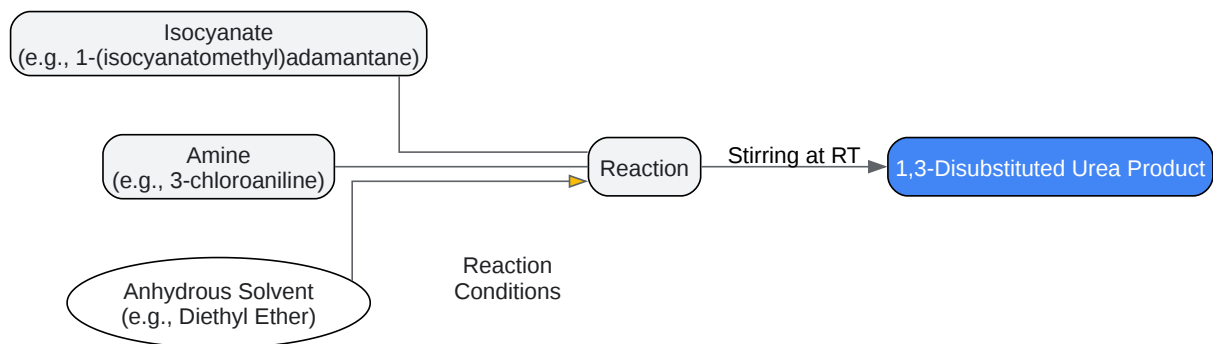 Isocyanate
(e.g., 1-(isocyanatomethyl)adamantane)
Amine
(e.g., 3-chloroaniline)
Reaction
Stirring at RT
1,3-Disubstituted Urea Product
Anhydrous Solvent
(e.g., Diethyl Ether)
Reaction
Conditions